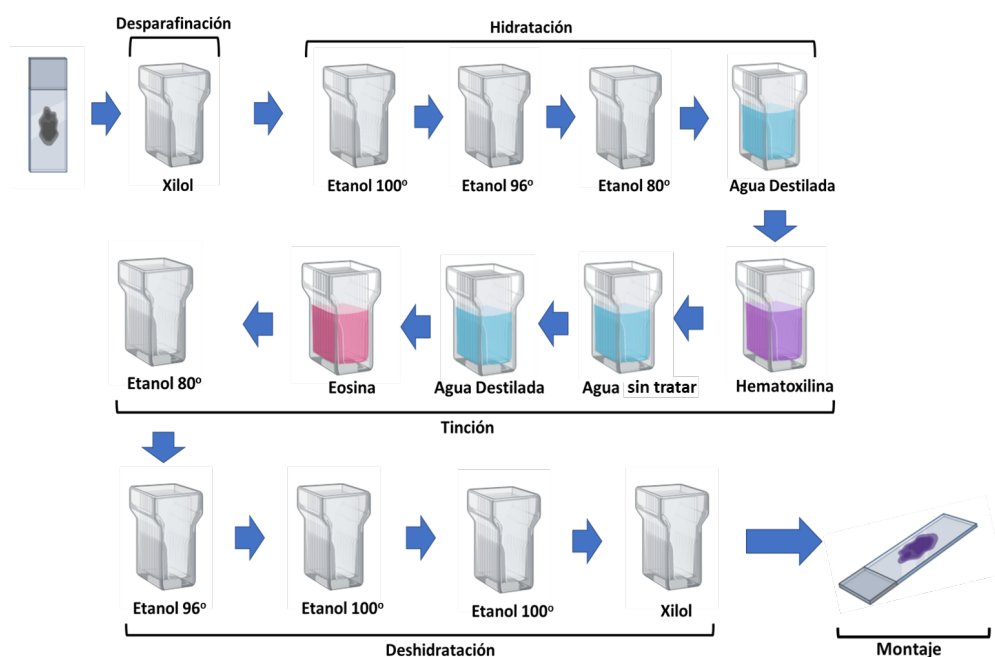 Desparafinación
Hidratación
Xilol
Etanol 100º
Etanol 96º
Etanol 80º
Agua Destilada
Etanol 80º
Eosina
Agua Destilada
Agua sin tratar
Hematoxilina
Tinción
Etanol 96º
Etanol 100º
Etanol 100º
Xilol
Deshidratación
Montaje